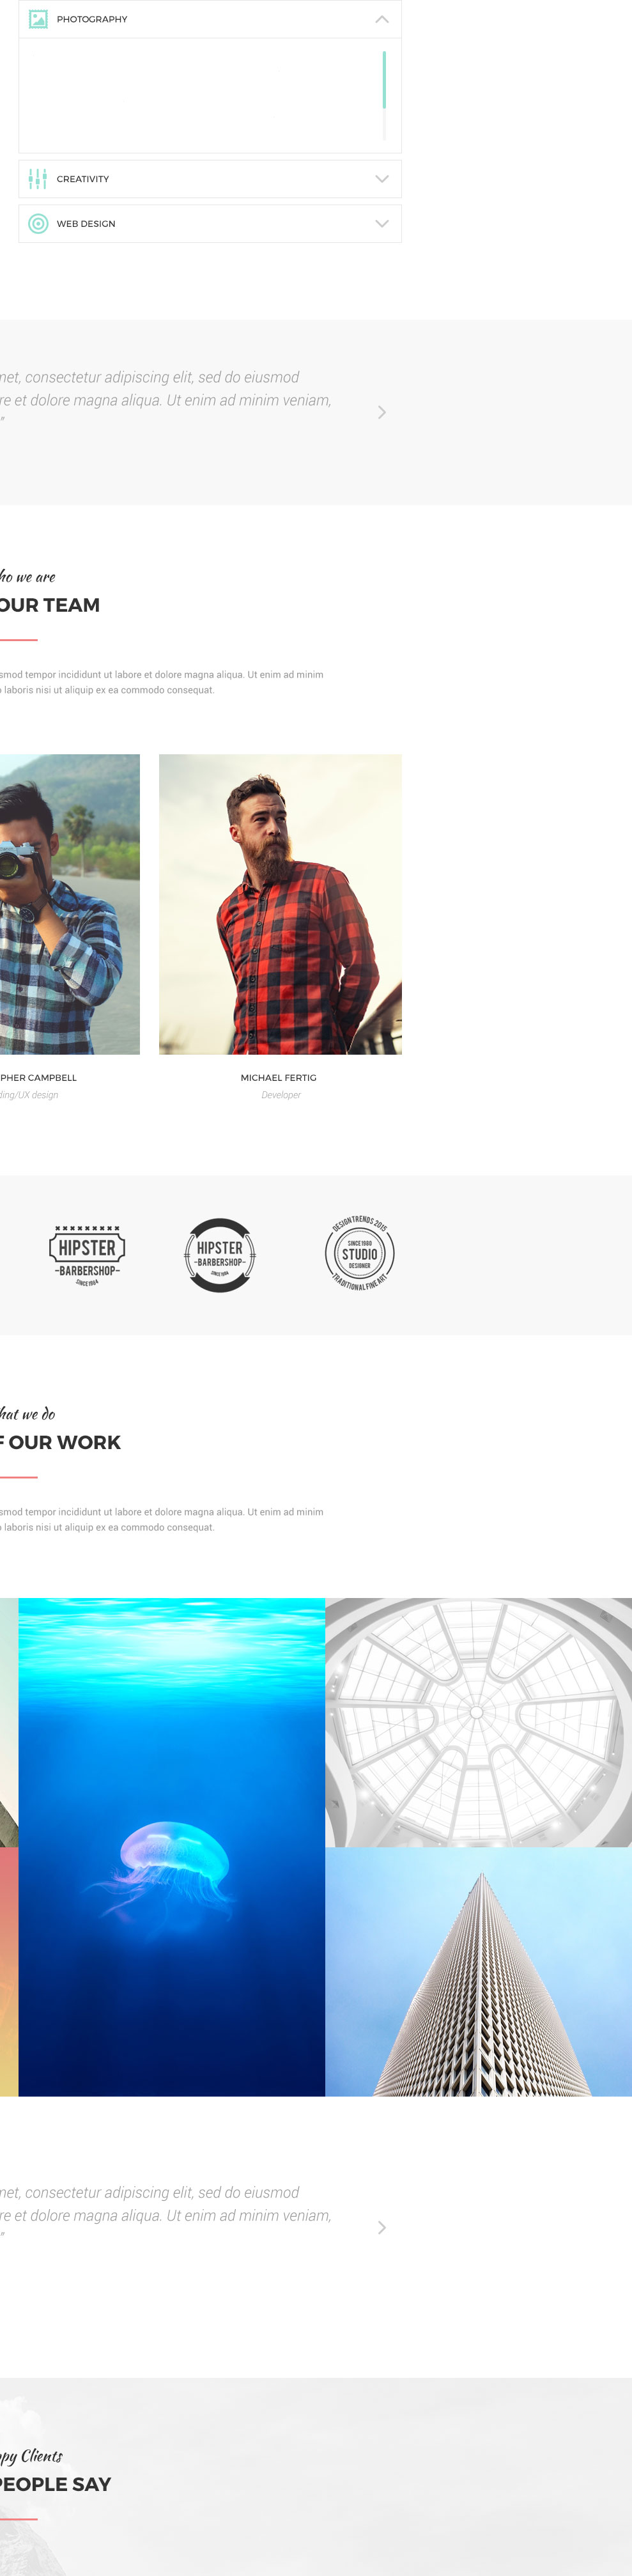 PHOTOGRAPHY
CREATIVITY
WEB DESIGN
met, consectetur adipiscing elit, sed do eiusmod
re et dolore magna aliqua. Ut enim ad minim veniam,
"
ho we are
OUR TEAM
smod tempor incididunt ut labore et dolore magna aliqua. Ut enim ad minim
o laboris nisi ut aliquip ex ea commodo consequat.
PHER CAMPBELL
MICHAEL FERTIG
ding/UX design
Developer
HIPSTER
-BARBERSHOP-
SINCE 1984
HIPSTER
-BARBERSHOP-
SINCE 1984
DESIGN TRENDS 2015
SINCE 1980
STUDIO
DESIGNER
TRADITIONAL FINE ART
hat we do
F OUR WORK
smod tempor incididunt ut labore et dolore magna aliqua. Ut enim ad minim
o laboris nisi ut aliquip ex ea commodo consequat.
met, consectetur adipiscing elit, sed do eiusmod
re et dolore magna aliqua. Ut enim ad minim veniam,
"
ppy Clients
PEOPLE SAY